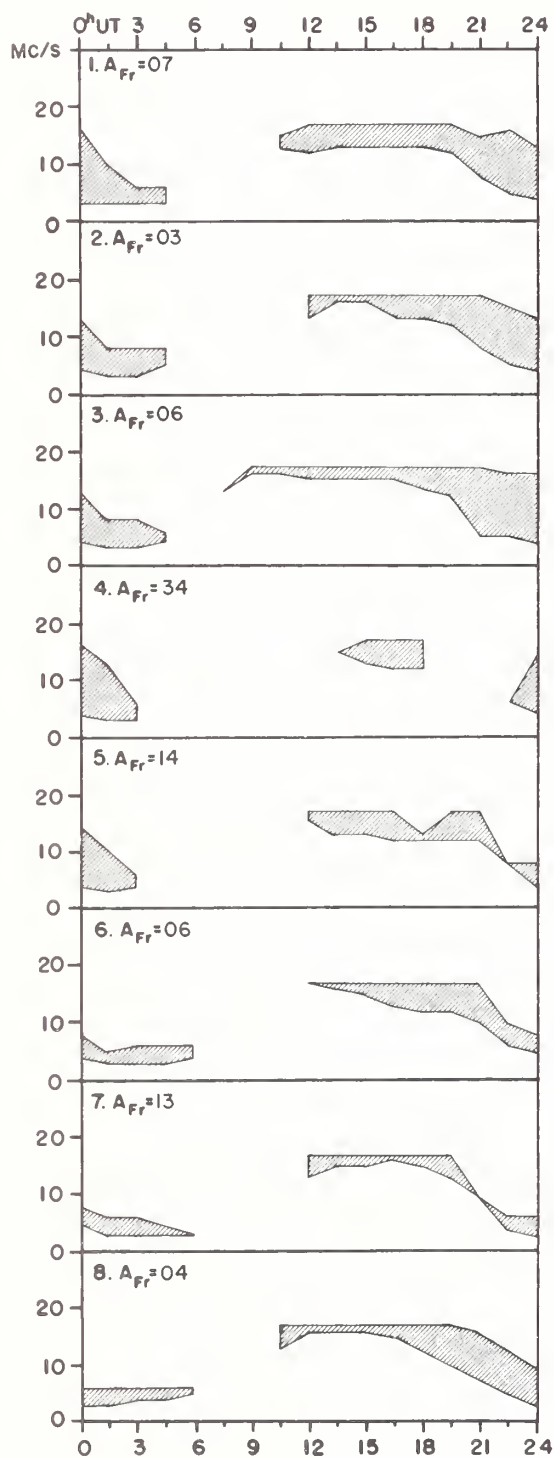 0ʰ UT 3 6 9 12 15 18 21 24
MC/S
1. A_Fr=07
20
10
0
2. A_Fr=03
20
10
0
3. A_Fr=06
20
10
0
4. A_Fr=34
20
10
0
5. A_Fr=14
20
10
0
6. A_Fr=06
20
10
0
7. A_Fr=13
20
10
0
8. A_Fr=04
20
10
0
0 3 6 9 12 15 18 21 24